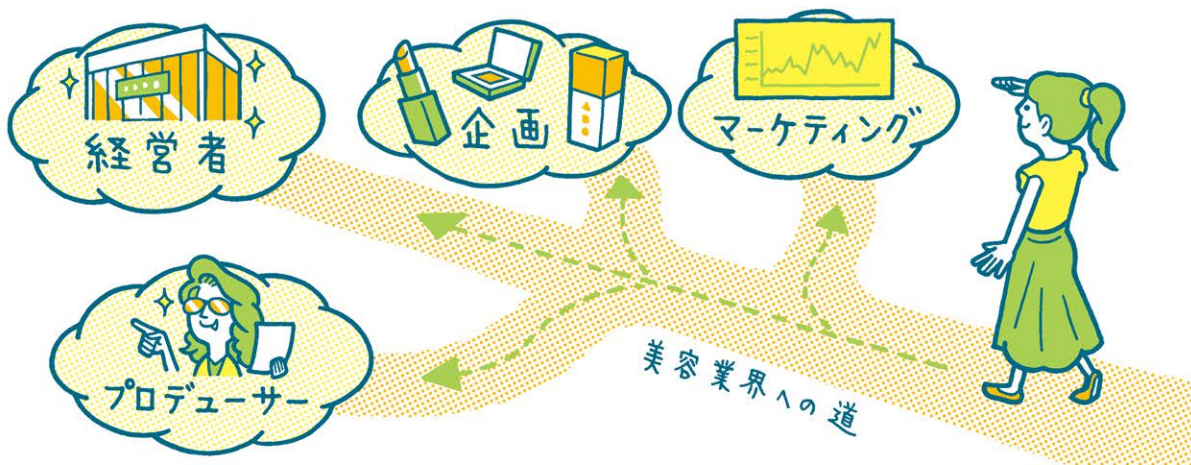 経営者
企画
マーケティング
プロデューサー
美容業界への道